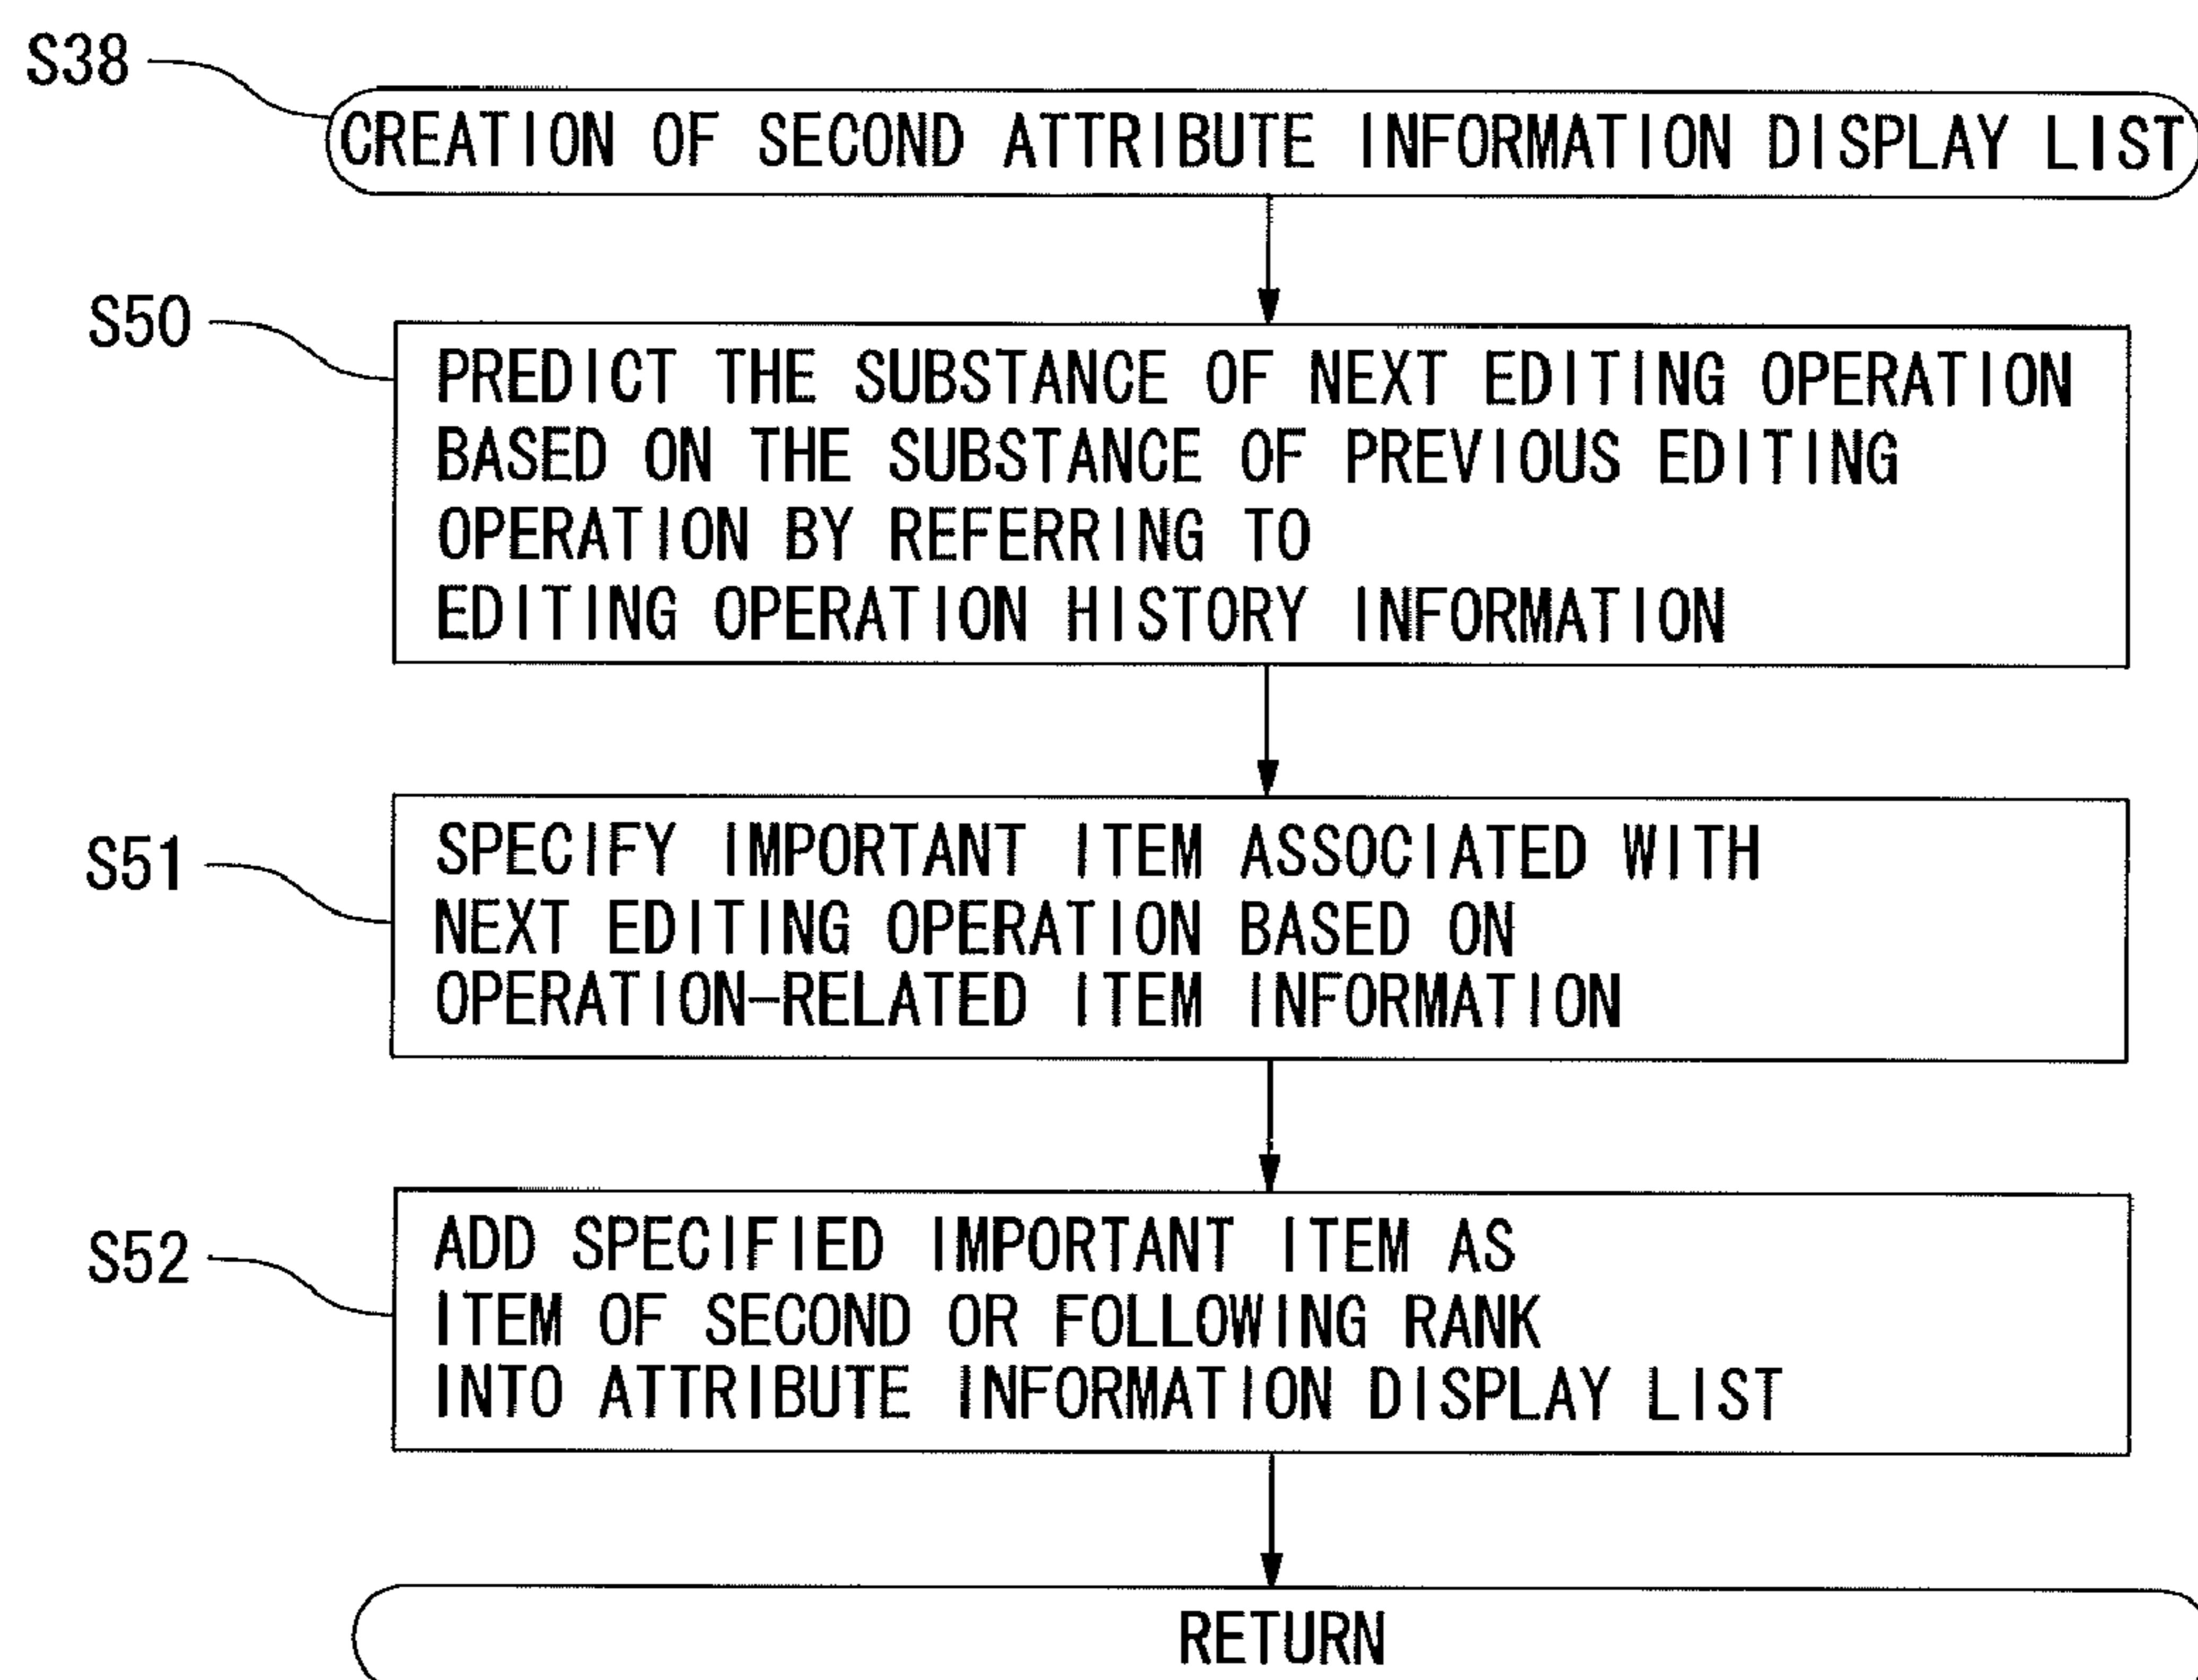 S38
CREATION OF SECOND ATTRIBUTE INFORMATION DISPLAY LIST
S50
PREDICT THE SUBSTANCE OF NEXT EDITING OPERATION
BASED ON THE SUBSTANCE OF PREVIOUS EDITING
OPERATION BY REFERRING TO
EDITING OPERATION HISTORY INFORMATION
S51
SPECIFY IMPORTANT ITEM ASSOCIATED WITH
NEXT EDITING OPERATION BASED ON
OPERATION-RELATED ITEM INFORMATION
S52
ADD SPECIFIED IMPORTANT ITEM AS
ITEM OF SECOND OR FOLLOWING RANK
INTO ATTRIBUTE INFORMATION DISPLAY LIST
RETURN